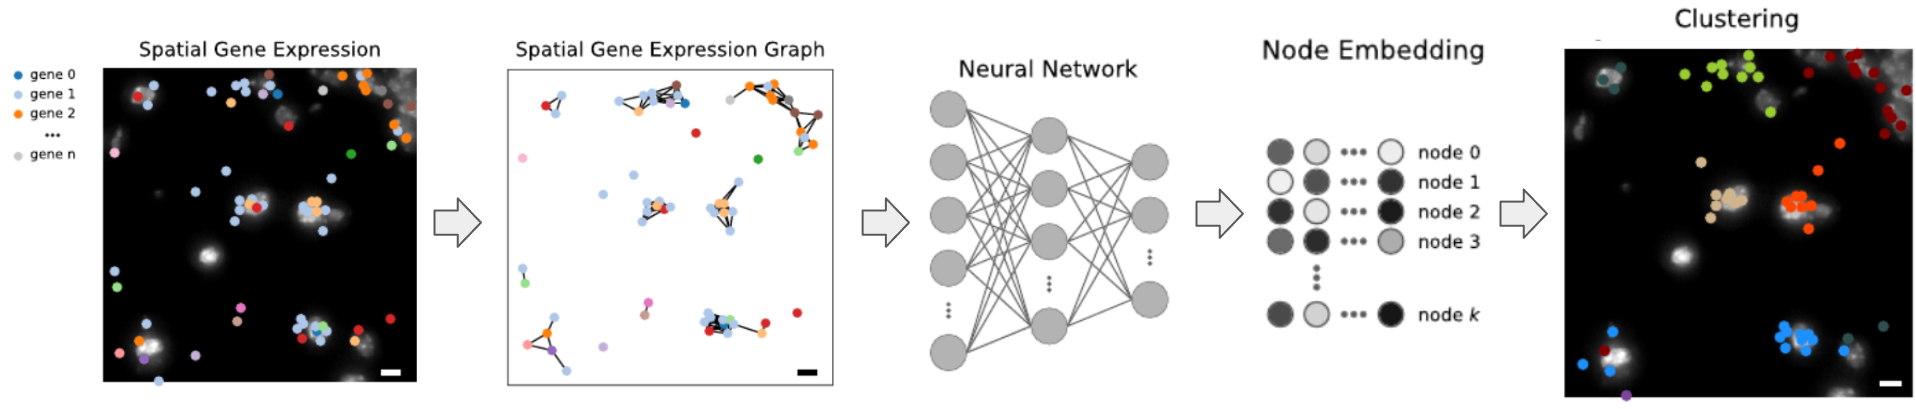 Spatial Gene Expression
gene 0
gene 1
gene 2
...
gene n
Spatial Gene Expression Graph
Neural Network
Node Embedding
node 0
node 1
node 2
node 3
node k
Clustering